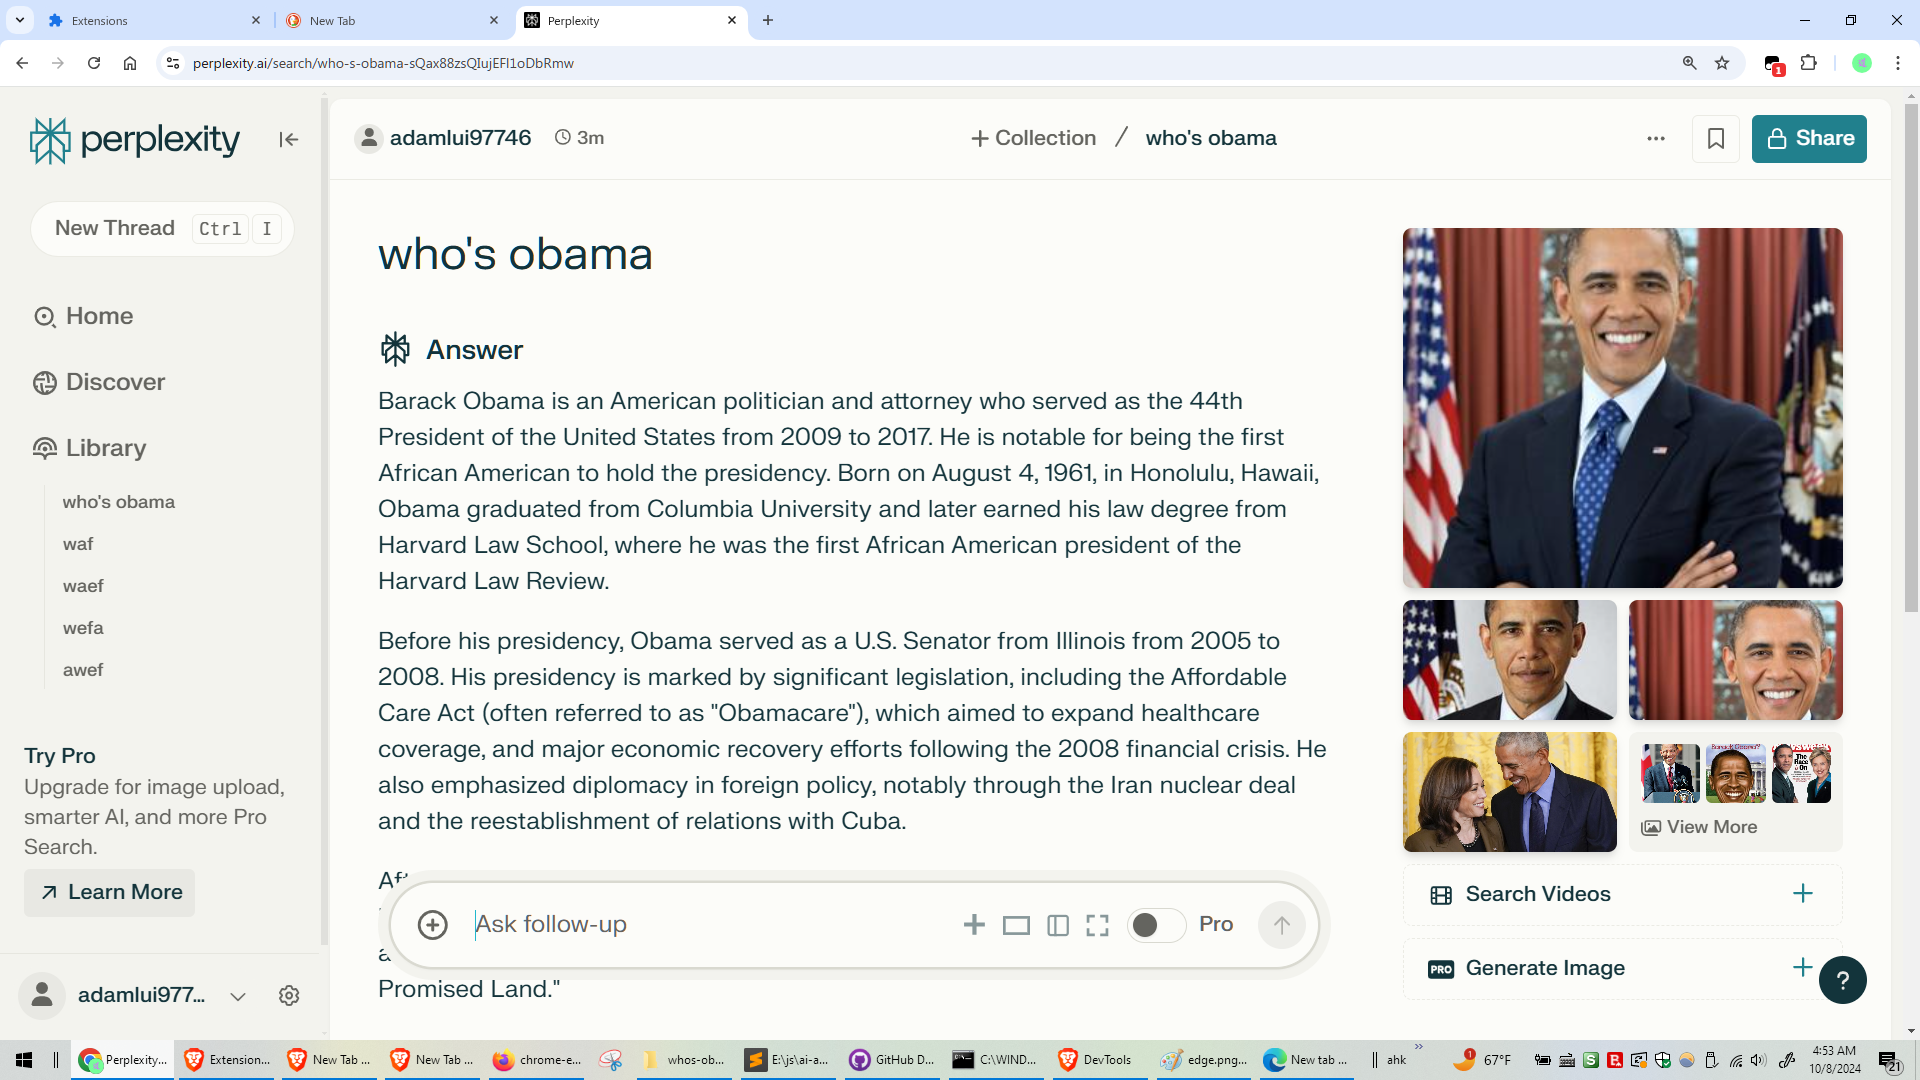 Extensions
New Tab
Perplexity
perplexity.ai/search/who-s-obama-sQax88zsQIujEFl1oDbRmw
1
perplexity
adamlui97746
3m
Collection / who's obama
Share
New Thread Ctrl I
Home
Discover
Library
who's obama
waf
waef
wefa
awef
Try Pro
Upgrade for image upload,
smarter AI, and more Pro
Search.
Learn More
adamlui977...
who's obama
Answer
Barack Obama is an American politician and attorney who served as the 44th
President of the United States from 2009 to 2017. He is notable for being the first
African American to hold the presidency. Born on August 4, 1961, in Honolulu, Hawaii,
Obama graduated from Columbia University and later earned his law degree from
Harvard Law School, where he was the first African American president of the
Harvard Law Review.
Before his presidency, Obama served as a U.S. Senator from Illinois from 2005 to
2008. His presidency is marked by significant legislation, including the Affordable
Care Act (often referred to as "Obamacare"), which aimed to expand healthcare
coverage, and major economic recovery efforts following the 2008 financial crisis. He
also emphasized diplomacy in foreign policy, notably through the Iran nuclear deal
and the reestablishment of relations with Cuba.
Ask follow-up
Pro
Promised Land."
The
Race is
On
View More
Search Videos
PRO Generate Image
?
Perplexity...
Extension...
New Tab ...
New Tab ...
chrome-e...
whos-ob...
E:\js\ai-a...
GitHub D...
C:\WIND...
DevTools
edge.png...
New tab ...
ahk
1
67°F
4:53 AM
10/8/2024
21